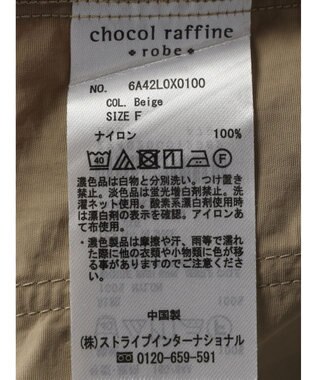 chocol raffine
robe
NO. 6A42L0X0100
COL. Beige
SIZE F
ナイロン 100%
40 F
濃色品は白物と分別洗い。つけ置き
禁止。淡色品は蛍光増白剤禁止。洗
濯ネット使用。酸素系漂白剤使用時
は漂白剤の表示を確認。アイロンあ
て布使用。
・濃色製品は摩擦や汗、雨等で濡れ
た際に他の衣類や小物類に色が移
る事がありますのでご注意くださ
い。
中国製
(株)ストライプインターナショナル
0120-659-591